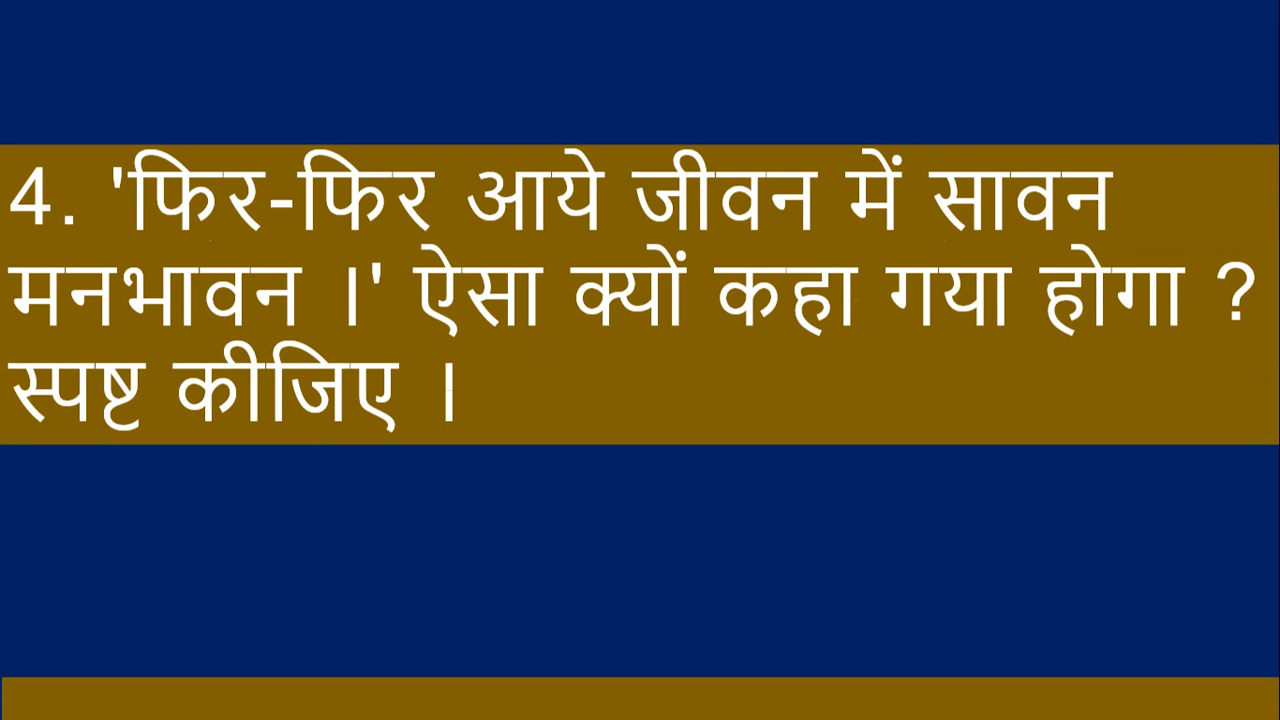 4. 'फिर-फिर आये जीवन में सावन
मनभावन ।' ऐसा क्यों कहा गया होगा ?
स्पष्ट कीजिए ।